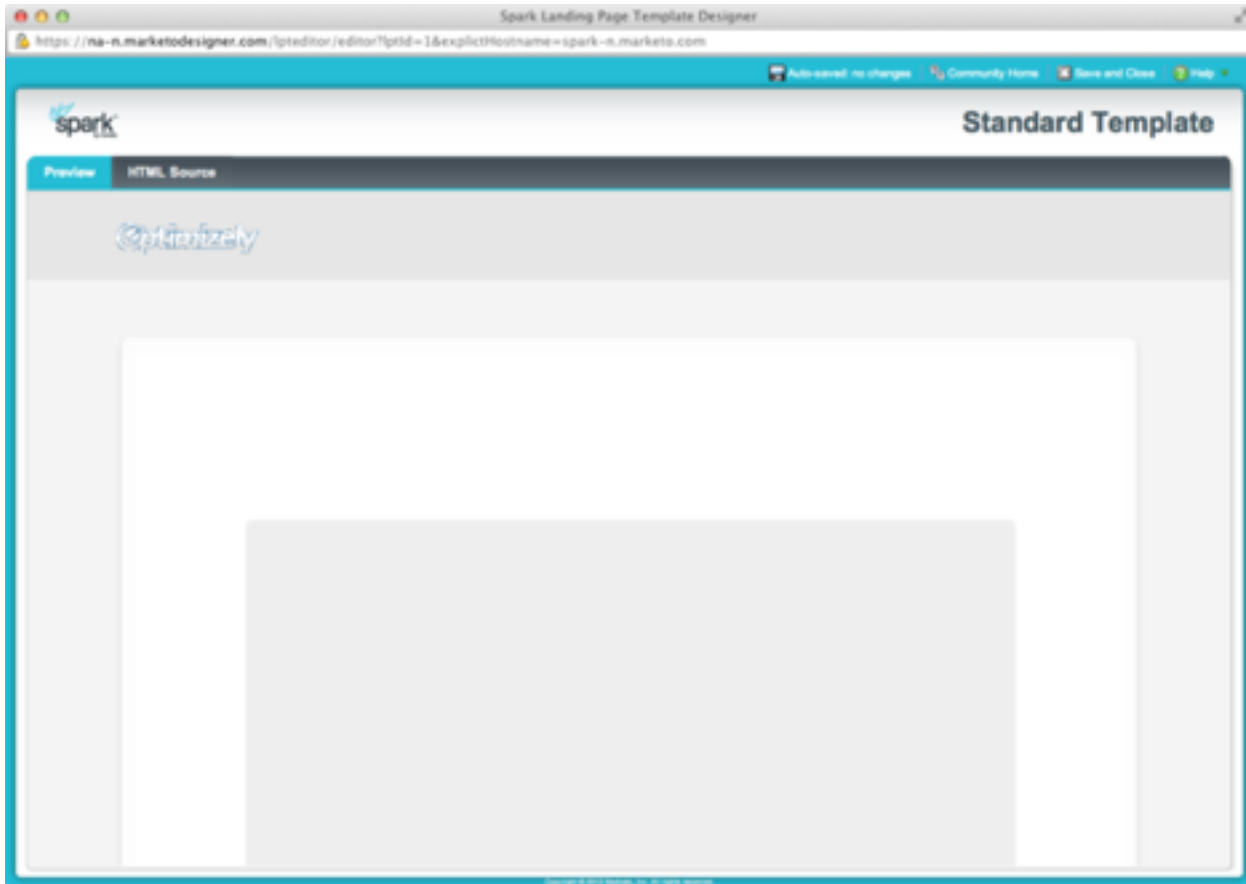 Spark Landing Page Template Designer
https://na-n.marketodesigner.com/lpteditor/editor?lptId=1&explictHostname=spark-n.marketo.com
Auto-saved: no changes Community Home Save and Close Help
spark Standard Template
Preview HTML Source
Optimizely